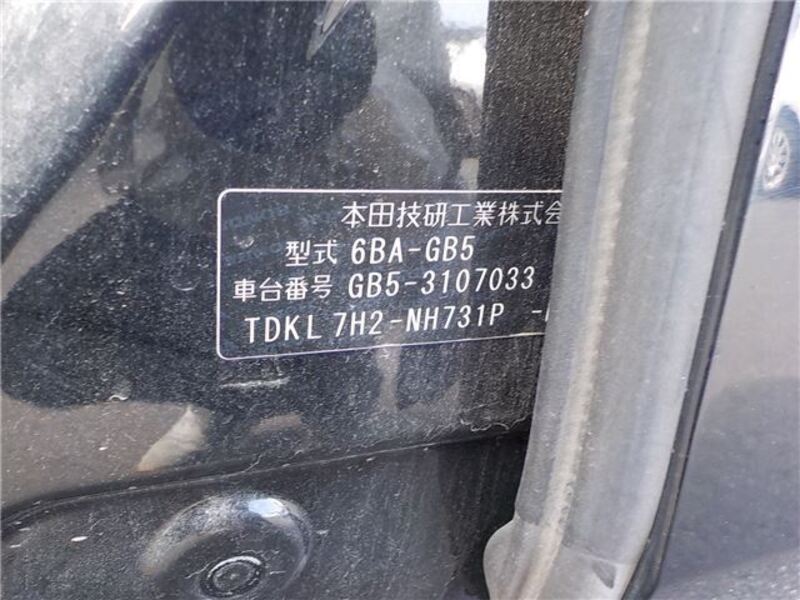 本田技研工業株式会
型式 6BA-GB5
車台番号 GB5-3107033
TDKL 7H2-NH731P -